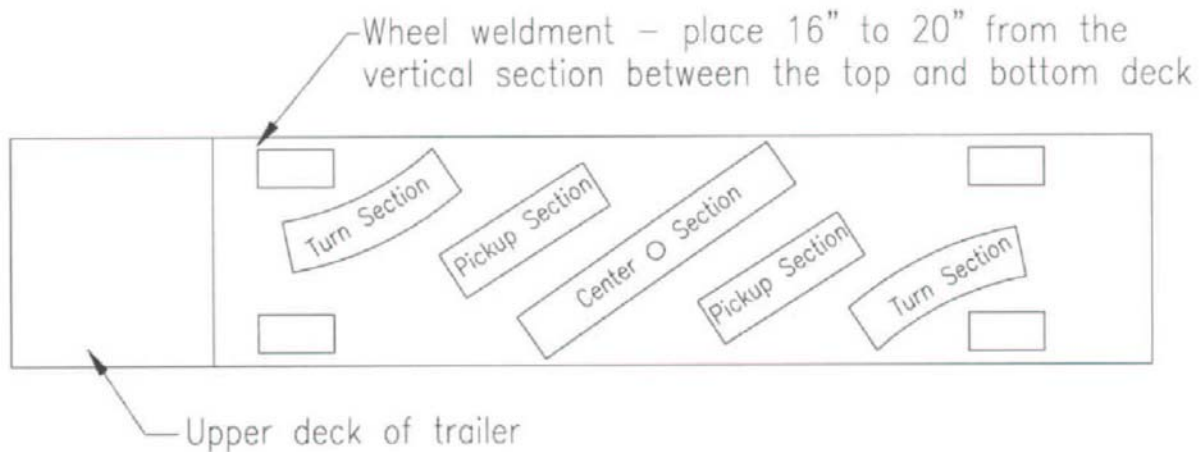 Wheel weldment – place 16” to 20” from the
vertical section between the top and bottom deck
Turn Section
Pickup Section
Center Section
Pickup Section
Turn Section
Upper deck of trailer